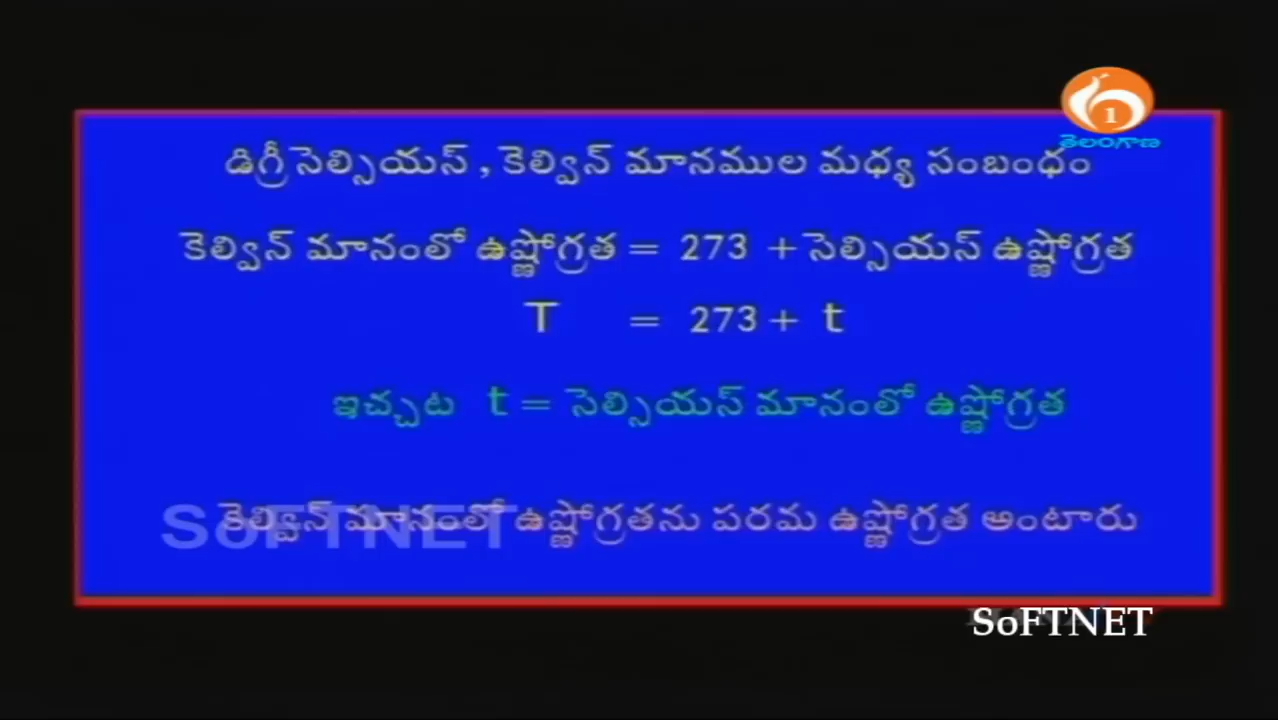 1
తెలంగాణ
డిగ్రీ సెల్సియస్ , కెల్విన్ మానముల మధ్య సంబంధం
కెల్విన్ మానంలో ఉష్ణోగ్రత = 273 + సెల్సియస్ ఉష్ణోగ్రత
T = 273 + t
ఇచ్చట t = సెల్సియస్ మానంలో ఉష్ణోగ్రత
కెల్విన్ మానంలో ఉష్ణోగ్రతను పరమ ఉష్ణోగ్రత అంటారు
SoFTNET
SoFTNET